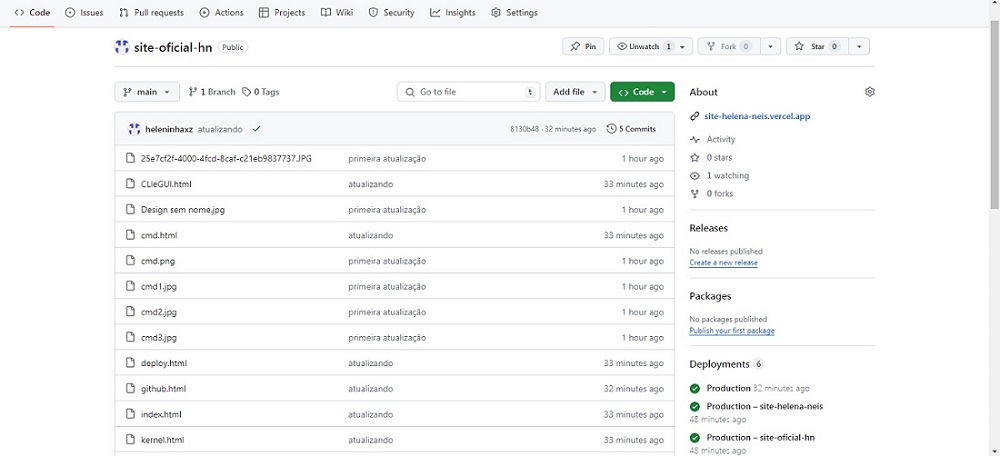 Code Issues Pull requests Actions Projects Wiki Security Insights Settings
site-oficial-hn Public Pin Unwatch 1 Fork 0 Star 0
main 1 Branch 0 Tags Go to file t Add file Code
heleninhaxz atualizando 8130b48 · 32 minutes ago 5 Commits
25e7cf2f-4000-4fcd-8caf-c21eb9837737.JPG primeira atualização 1 hour ago
CLIeGUI.html atualizando 33 minutes ago
Design sem nome.jpg primeira atualização 1 hour ago
cmd.html atualizando 33 minutes ago
cmd.png primeira atualização 1 hour ago
cmd1.jpg primeira atualização 1 hour ago
cmd2.jpg primeira atualização 1 hour ago
cmd3.jpg primeira atualização 1 hour ago
deploy.html atualizando 33 minutes ago
github.html atualizando 32 minutes ago
index.html atualizando 33 minutes ago
kernel.html atualizando 33 minutes ago
About
site-helena-neis.vercel.app
Activity
0 stars
1 watching
0 forks
Releases
No releases published
Create a new release
Packages
No packages published
Publish your first package
Deployments 6
Production 32 minutes ago
Production – site-helena-neis
48 minutes ago
Production – site-oficial-hn
48 minutes ago